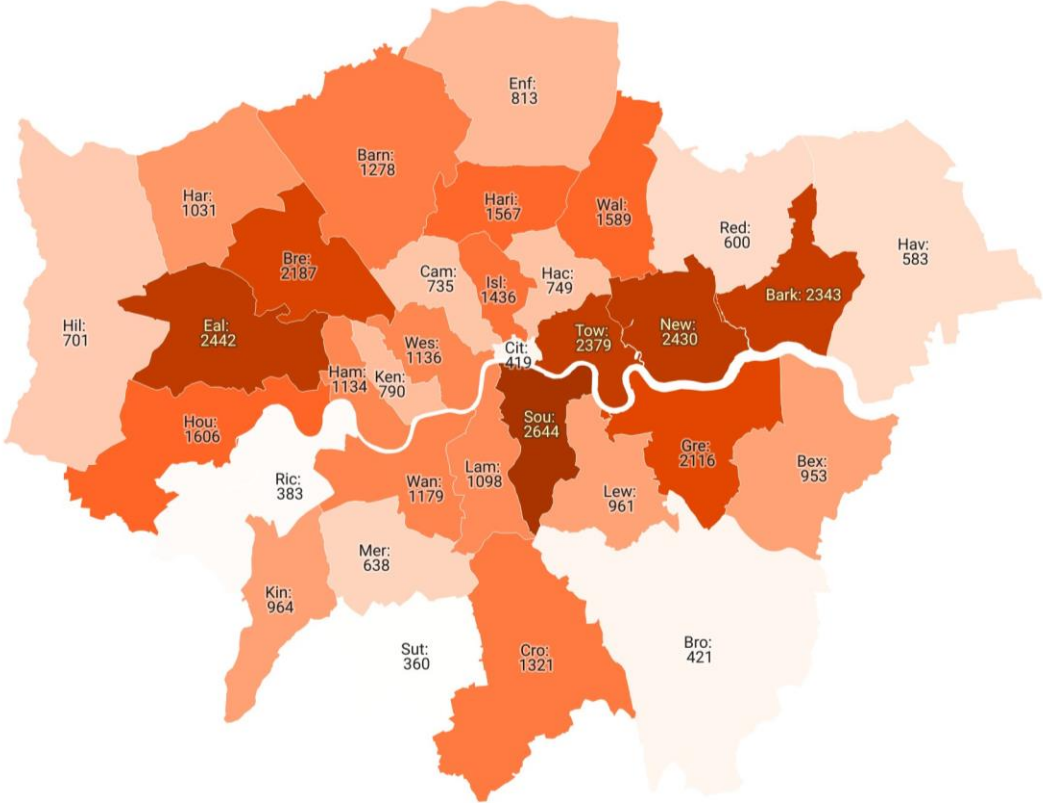 Enf:
813
Barn:
1278
Har:
1031
Hari:
1567
Wal:
1589
Red:
600
Hav:
583
Bre:
2187
Cam:
735
Isl:
1436
Hac:
749
Bark: 2343
Hil:
701
Eal:
2442
Tow:
2379
New:
2430
Wes:
1136
Cit:
419
Ham:
1134
Ken:
790
Hou:
1606
Sou:
2644
Gre:
2116
Bex:
953
Ric:
383
Wan:
1179
Lam:
1098
Lew:
961
Mer:
638
Kin:
964
Sut:
360
Cro:
1321
Bro:
421